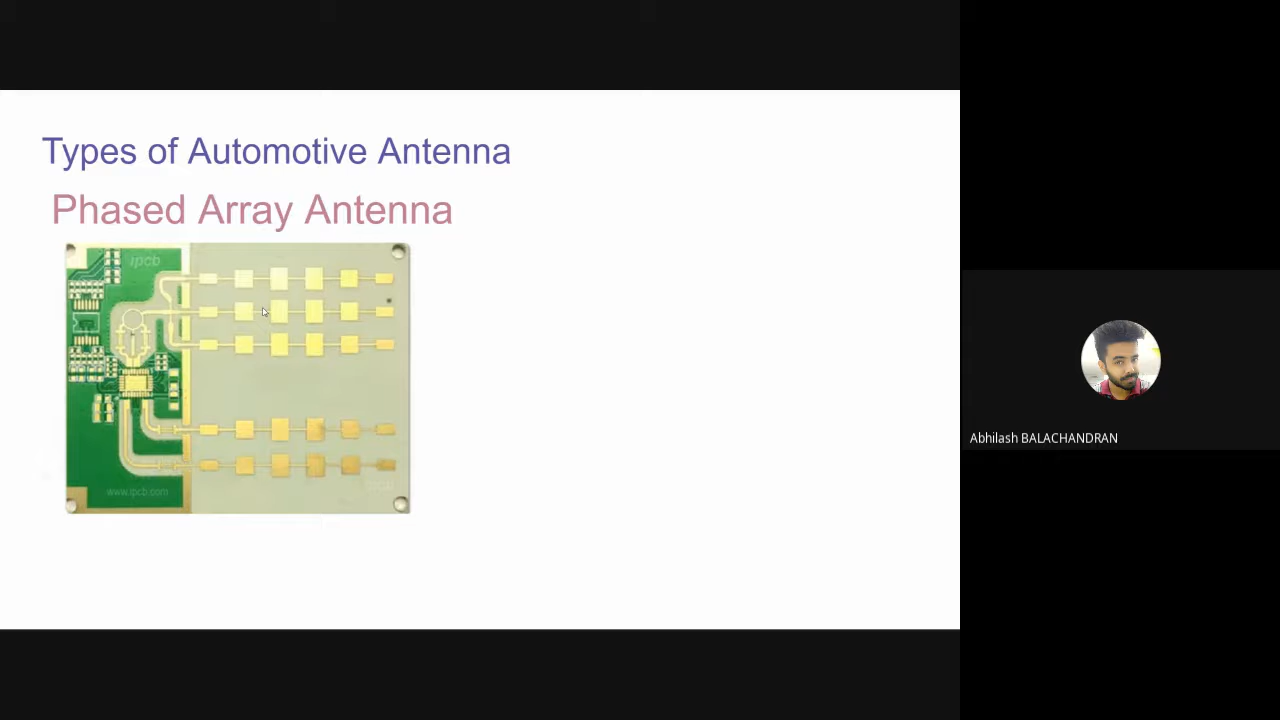 Types of Automotive Antenna
Phased Array Antenna
ipcb
www.ipcb.com
Abhilash BALACHANDRAN